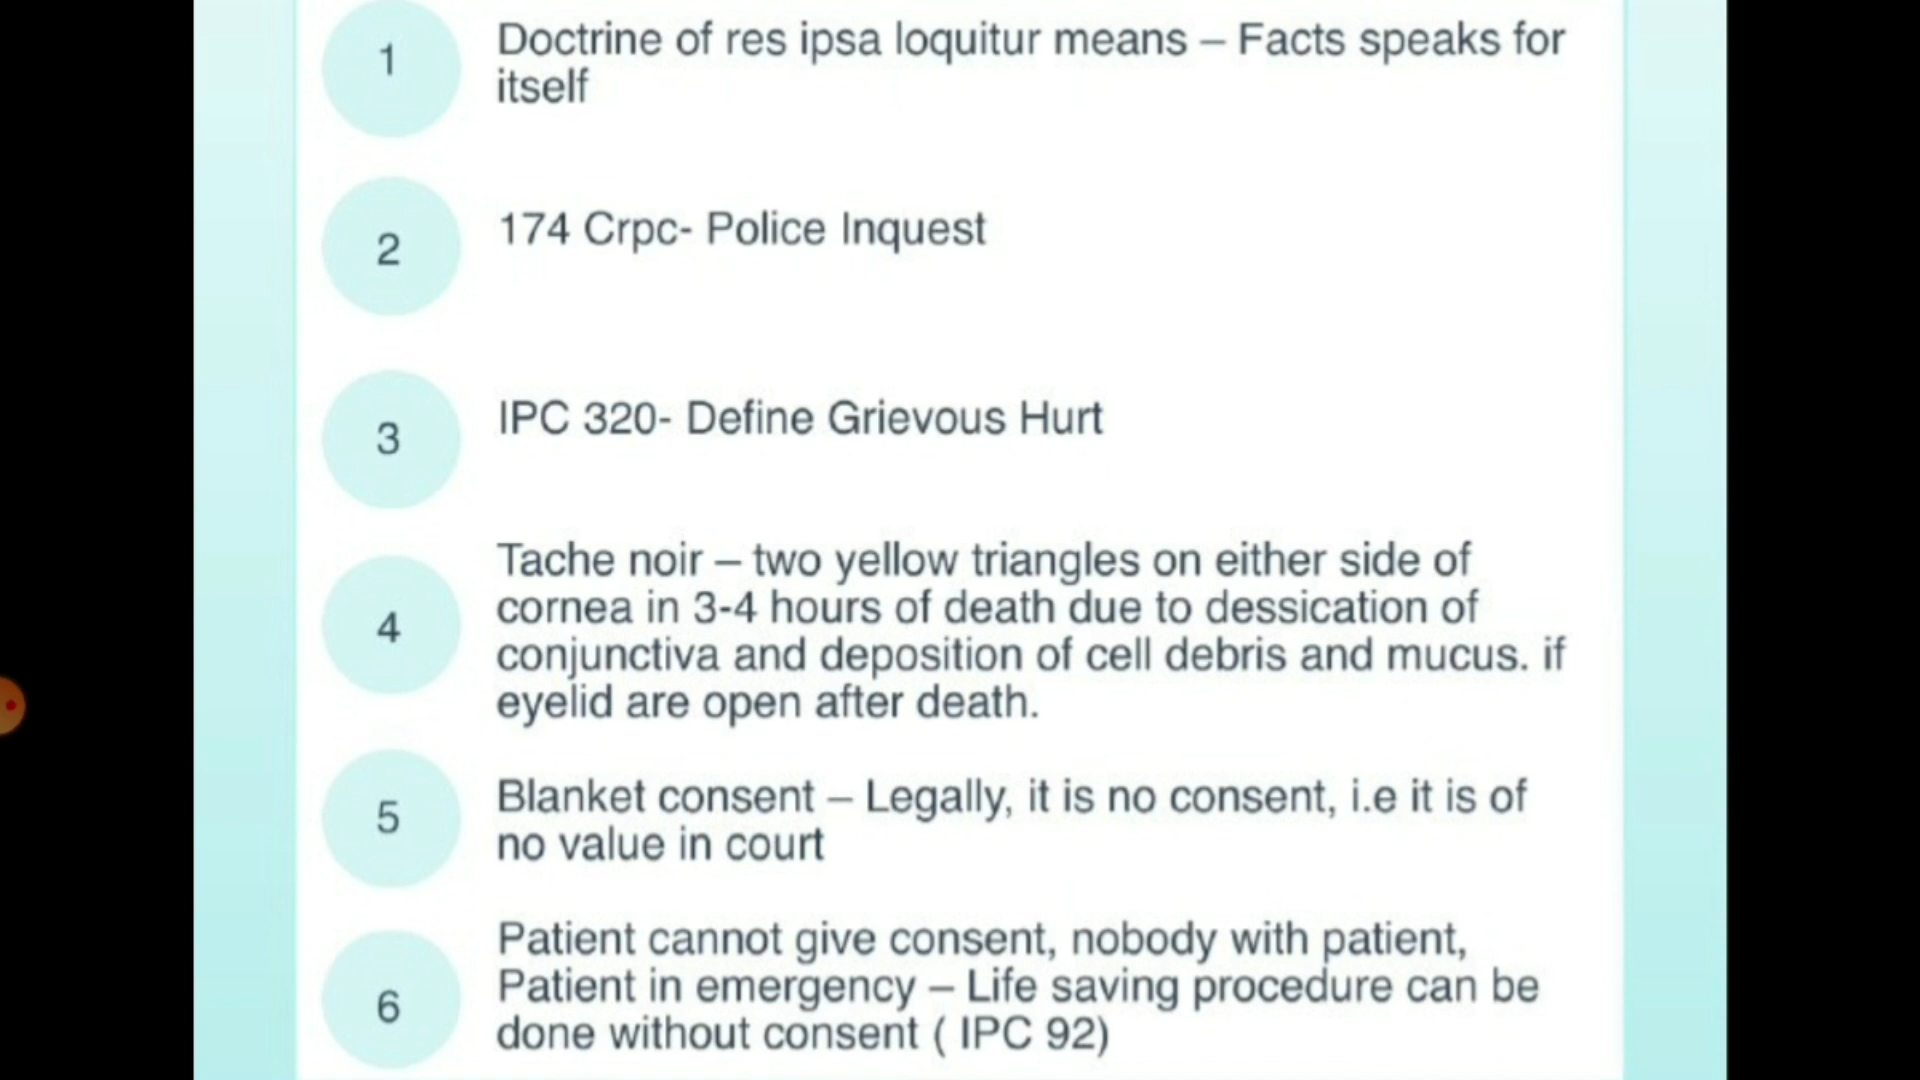 1
Doctrine of res ipsa loquitur means – Facts speaks for
itself
2
174 Crpc- Police Inquest
3
IPC 320- Define Grievous Hurt
4
Tache noir – two yellow triangles on either side of
cornea in 3-4 hours of death due to dessication of
conjunctiva and deposition of cell debris and mucus. if
eyelid are open after death.
5
Blanket consent – Legally, it is no consent, i.e it is of
no value in court
6
Patient cannot give consent, nobody with patient,
Patient in emergency – Life saving procedure can be
done without consent ( IPC 92)